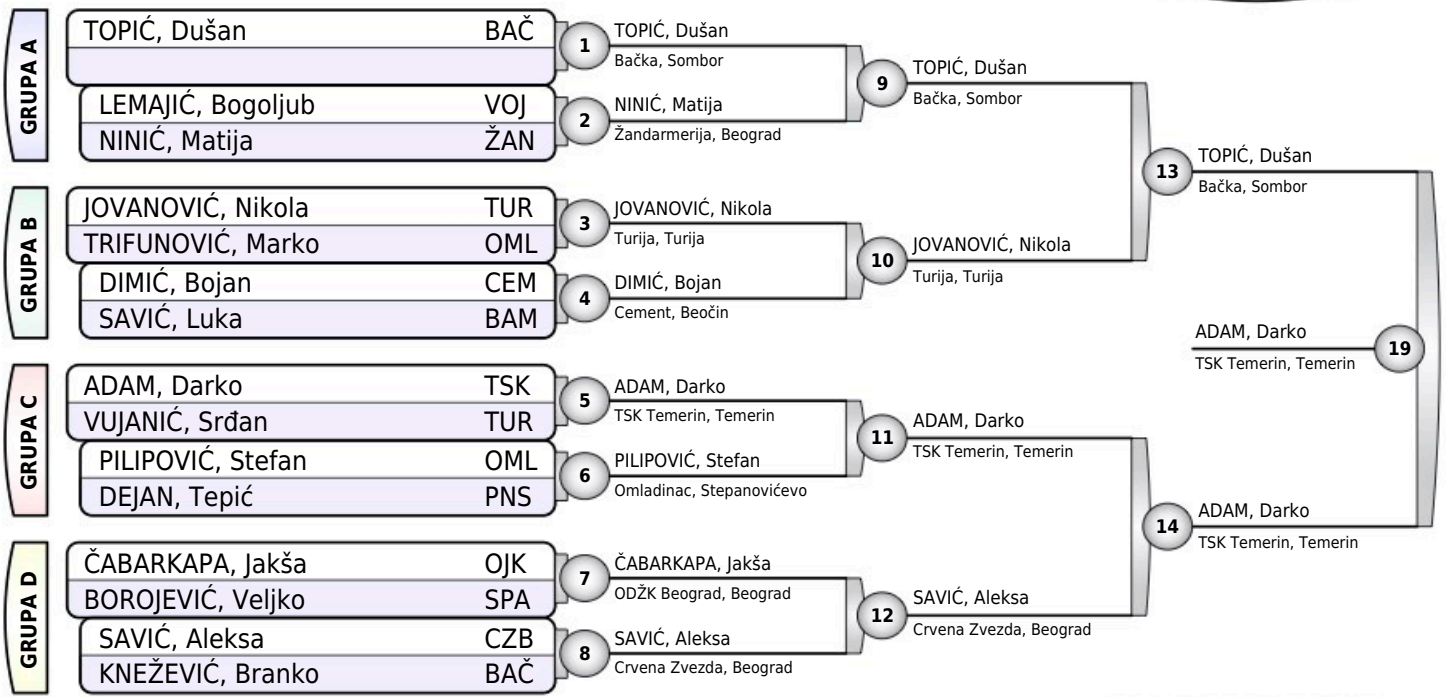 GRUPA A
TOPIĆ, Dušan BAČ
LEMAJIĆ, Bogoljub VOJ
NINIĆ, Matija ŽAN
GRUPA B
JOVANOVIĆ, Nikola TUR
TRIFUNOVIĆ, Marko OML
DIMIĆ, Bojan CEM
SAVIĆ, Luka BAM
GRUPA C
ADAM, Darko TSK
VUJANIĆ, Srđan TUR
PILIPOVIĆ, Stefan OML
DEJAN, Tepić PNS
GRUPA D
ČABARKAPA, Jakša OJK
BOROJEVIĆ, Veljko SPA
SAVIĆ, Aleksa CZB
KNEŽEVIĆ, Branko BAČ
1
TOPIĆ, Dušan
Bačka, Sombor
2
NINIĆ, Matija
Žandarmerija, Beograd
3
JOVANOVIĆ, Nikola
Turija, Turija
4
DIMIĆ, Bojan
Cement, Beočin
5
ADAM, Darko
TSK Temerin, Temerin
6
PILIPOVIĆ, Stefan
Omladinac, Stepanovićevo
7
ČABARKAPA, Jakša
ODŽK Beograd, Beograd
8
SAVIĆ, Aleksa
Crvena Zvezda, Beograd
9
TOPIĆ, Dušan
Bačka, Sombor
10
JOVANOVIĆ, Nikola
Turija, Turija
11
ADAM, Darko
TSK Temerin, Temerin
12
SAVIĆ, Aleksa
Crvena Zvezda, Beograd
13
TOPIĆ, Dušan
Bačka, Sombor
14
ADAM, Darko
TSK Temerin, Temerin
ADAM, Darko
TSK Temerin, Temerin
19